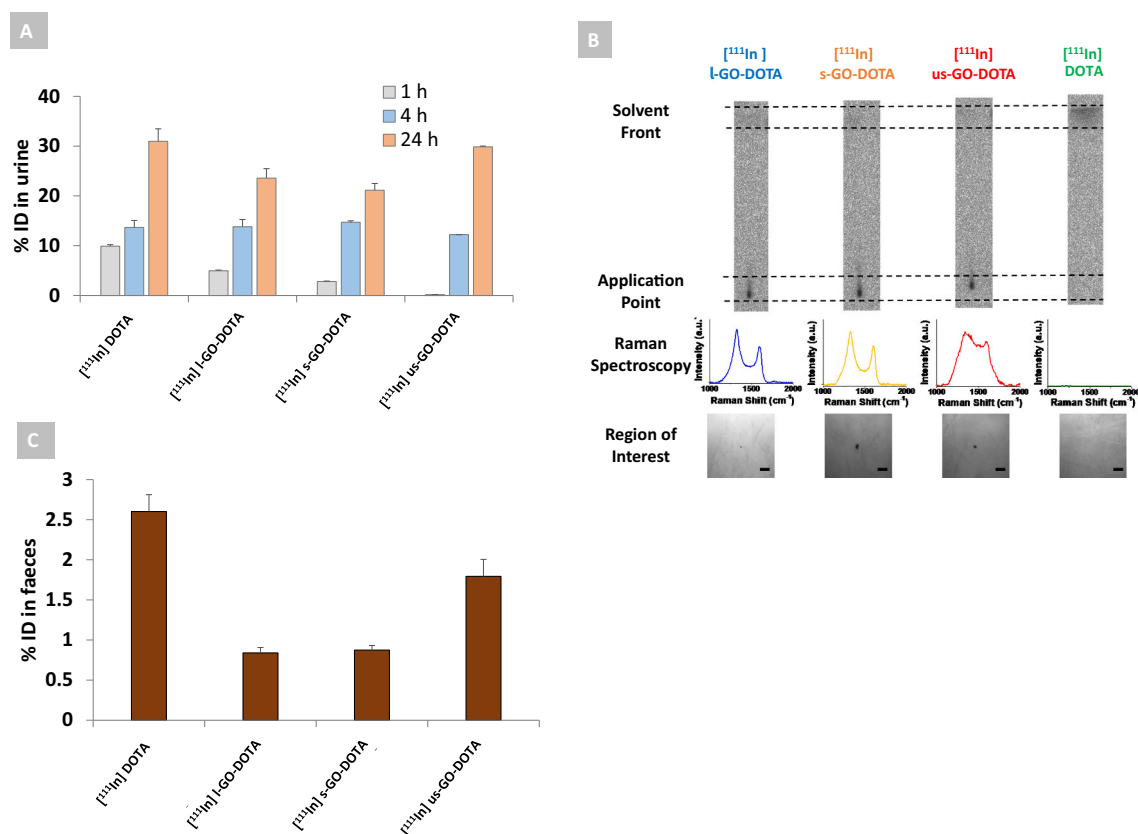 A
% ID in urine
40
30
20
10
0
1 h
4 h
24 h
[¹¹¹In] DOTA
[¹¹¹In] l-GO-DOTA
[¹¹¹In] s-GO-DOTA
[¹¹¹In] us-GO-DOTA
B
[¹¹¹In ]
l-GO-DOTA
[¹¹¹In]
s-GO-DOTA
[¹¹¹In]
us-GO-DOTA
[¹¹¹In]
DOTA
Solvent
Front
Application
Point
Raman
Spectroscopy
Intensity (a.u.)
1000 1500 2000
Raman Shift (cm⁻¹)
Intensity (a.u.)
1000 1500 2000
Raman Shift (cm⁻¹)
Intensity (a.u.)
1000 1500 2000
Raman Shift (cm⁻¹)
Intensity (a.u.)
1000 1500 2000
Raman Shift (cm⁻¹)
Region of
Interest
C
% ID in faeces
3
2.5
2
1.5
1
0.5
0
[¹¹¹In] DOTA
[¹¹¹In] l-GO-DOTA
[¹¹¹In] s-GO-DOTA
[¹¹¹In] us-GO-DOTA